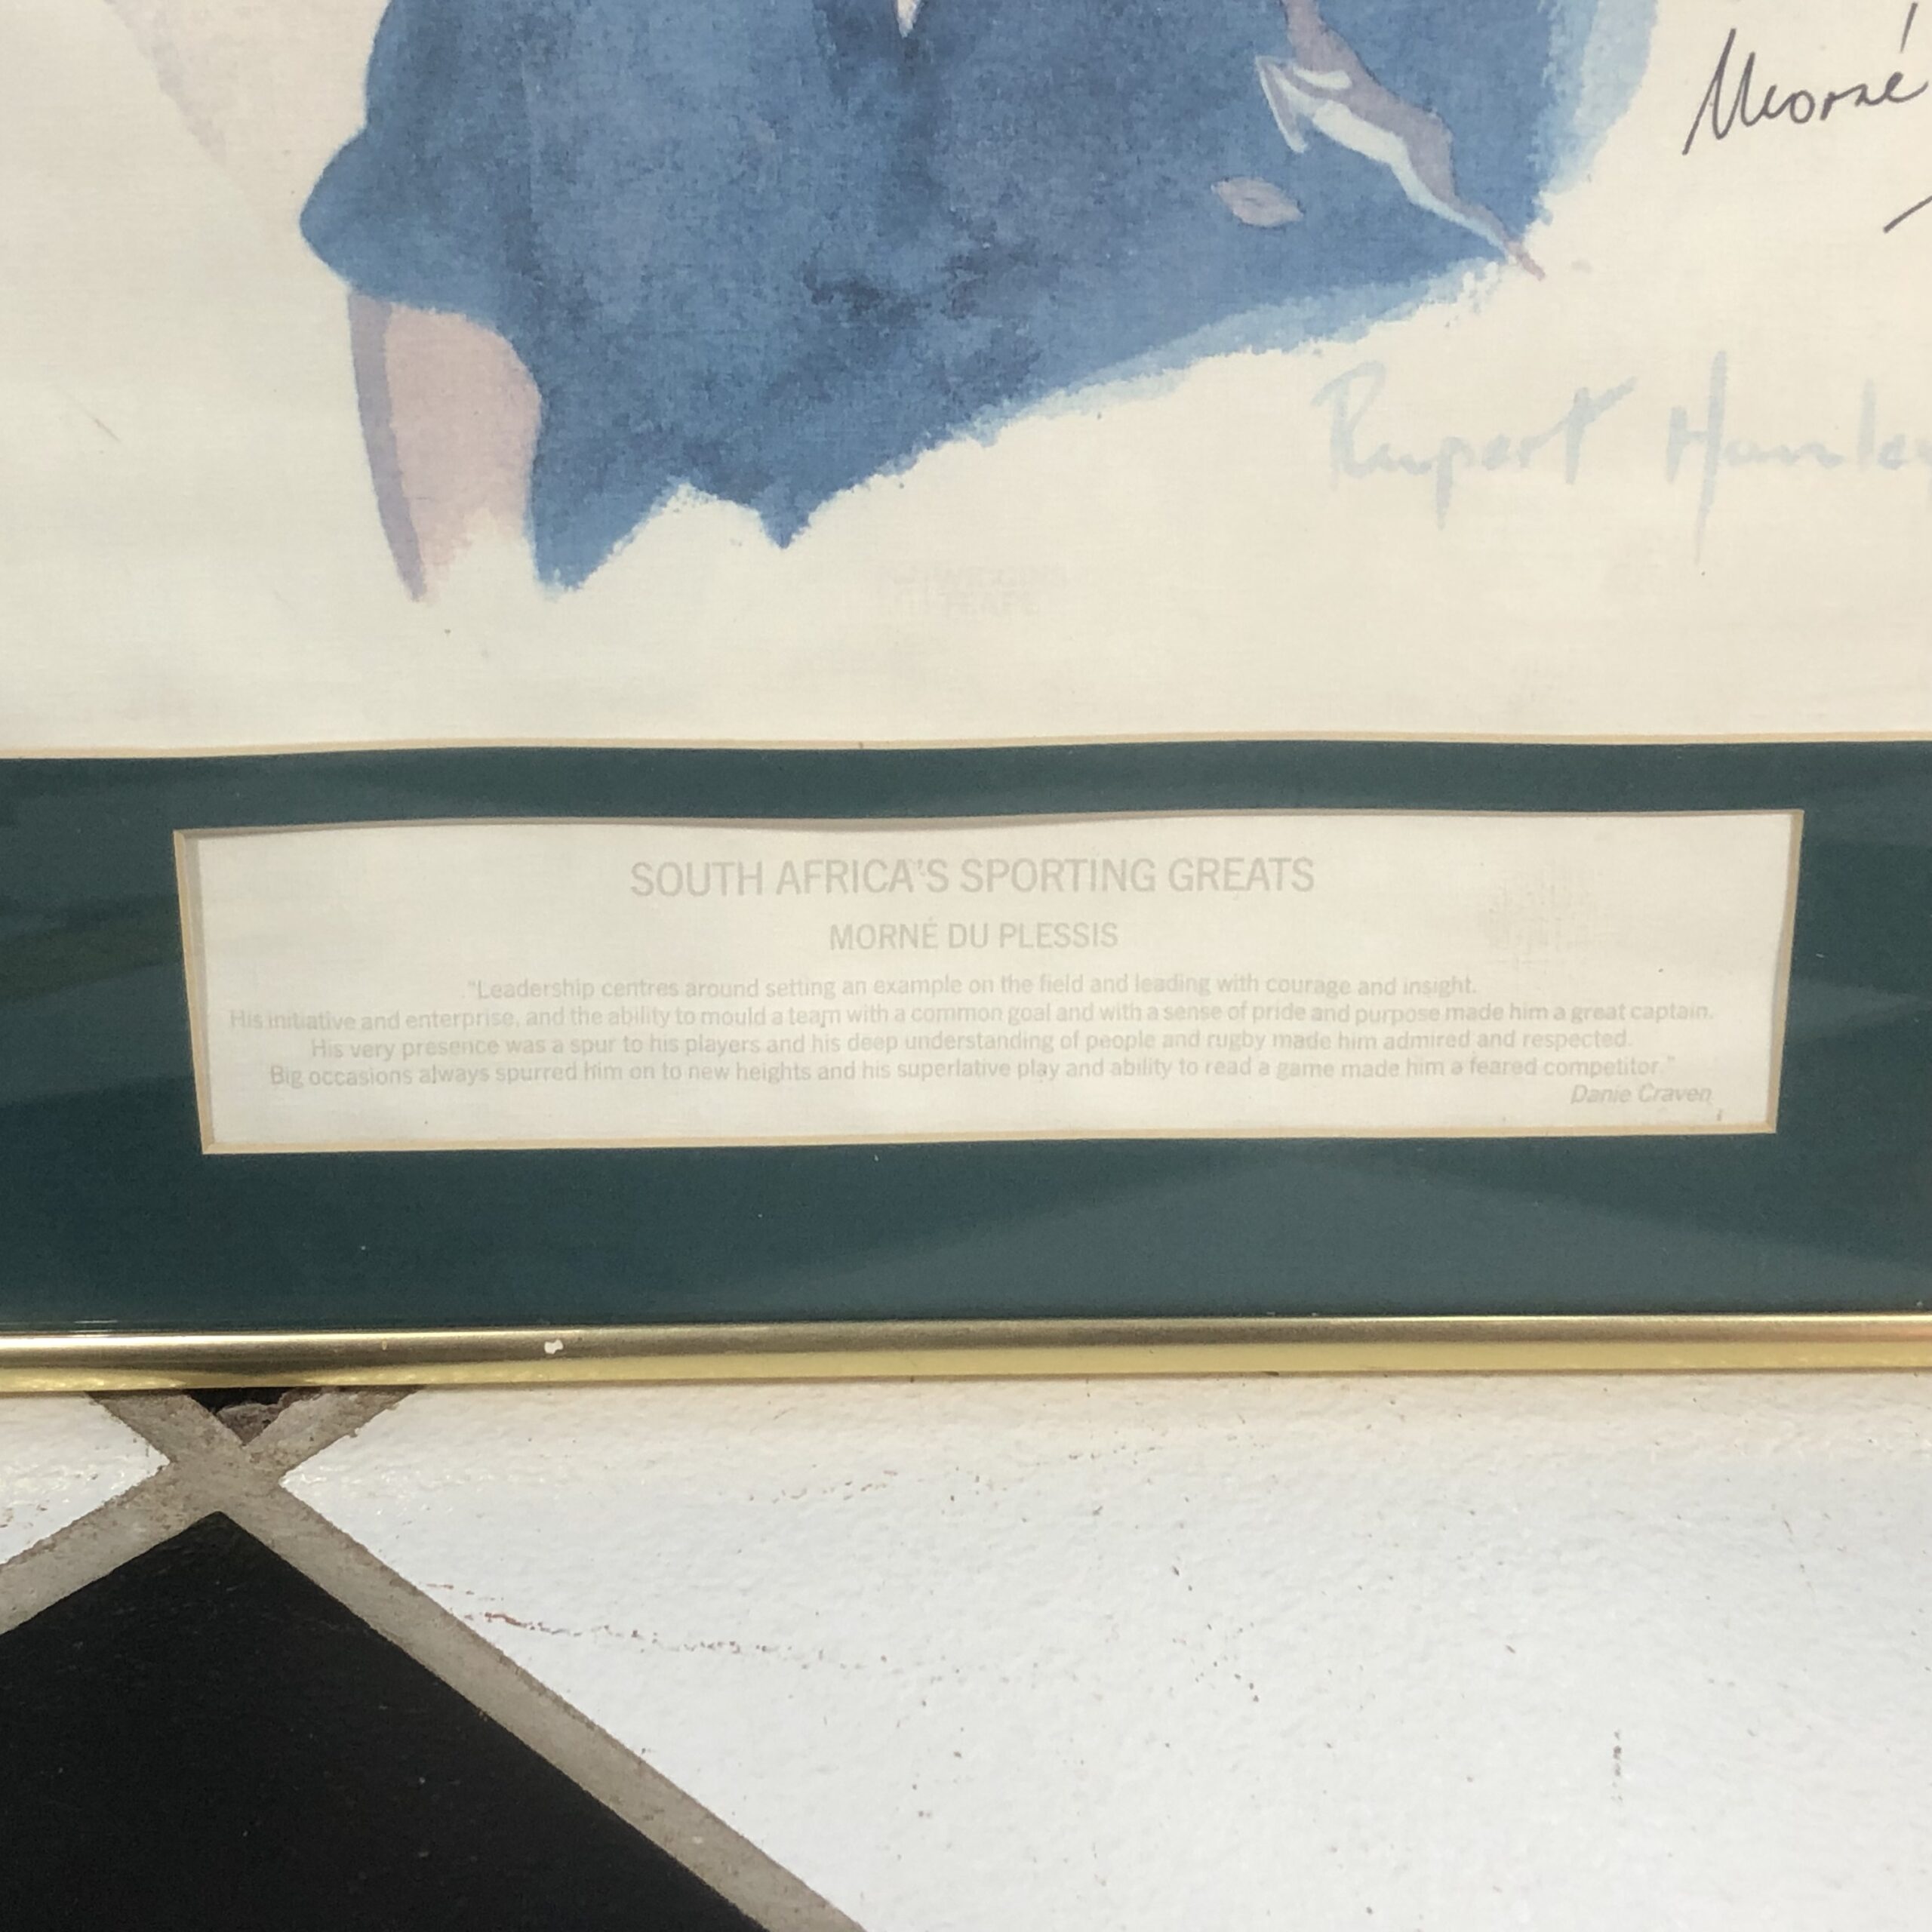 Morné
Rupert
SOUTH AFRICA'S SPORTING GREATS
MORNÉ DU PLESSIS
"Leadership centres around setting an example on the field and leading with courage and insight.
His initiative and enterprise, and the ability to mould a team with a common goal and with a sense of pride and purpose made him a great captain.
His very presence was a spur to his players and his deep understanding of people and rugby made him admired and respected.
Big occasions always spurred him on to new heights and his superlative play and ability to read a game made him a feared competitor."
Danie Craven